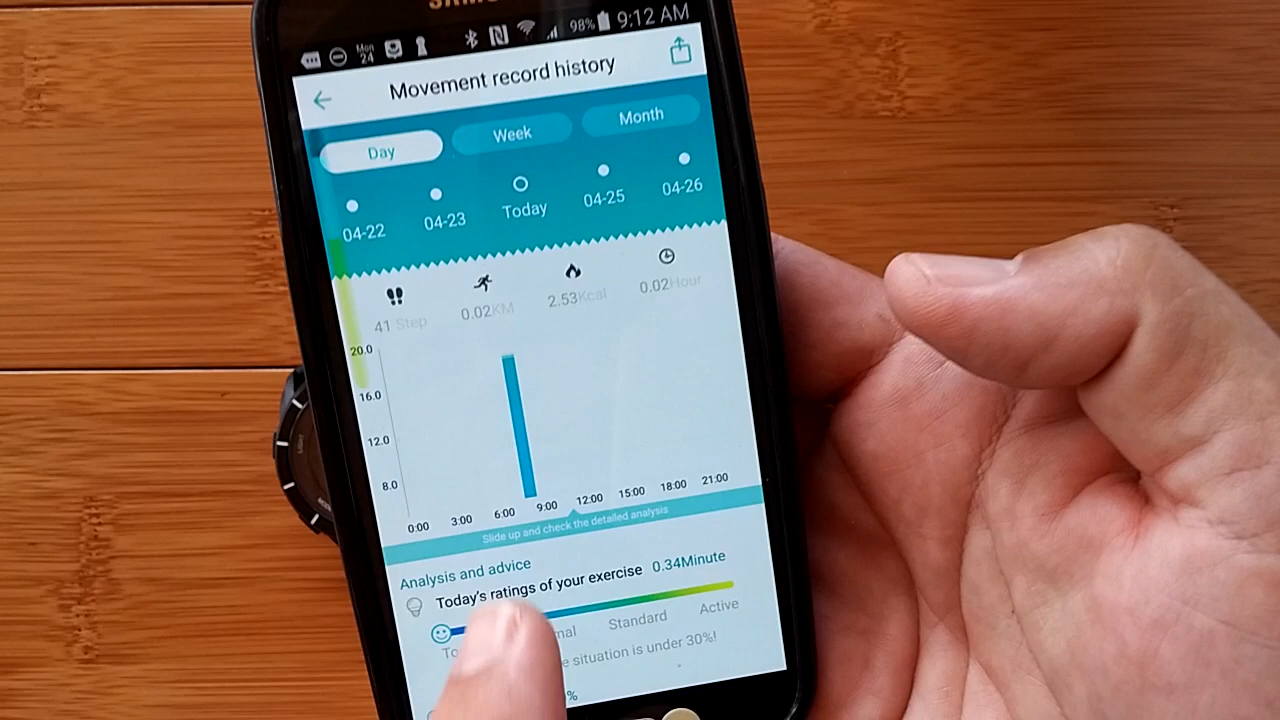 Mon
24
98%
9:12 AM
Movement record history
Day
Week
Month
04-22
04-23
Today
04-25
04-26
41 Step
0.02KM
2.53Kcal
0.02Hour
20.0
16.0
12.0
8.0
0:00
3:00
6:00
9:00
12:00
15:00
18:00
21:00
Slide up and check the detailed analysis
Analysis and advice
Today's ratings of your exercise 0.34Minute
Standard
Active
situation is under 30%!
%
LIGHT